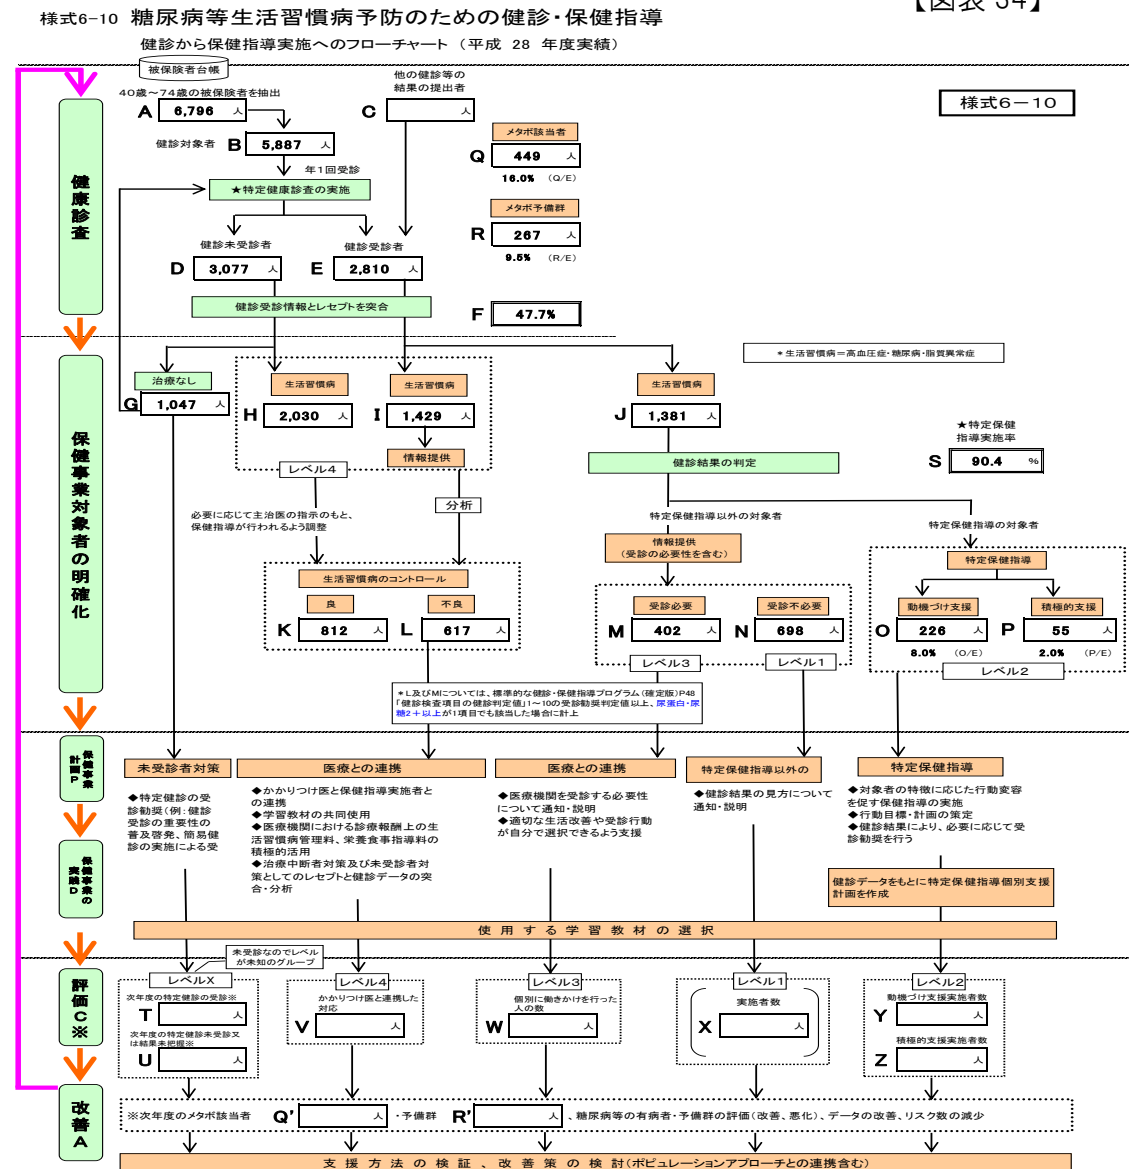 【図表 34】
様式6-10 糖尿病等生活習慣病予防のための健診・保健指導
健診から保健指導実施へのフローチャート（平成 28 年度実績）
被保険者台帳
40歳～74歳の被保険者を抽出
A 6,796 人
他の健診等の
結果の提出者
C 人
様式6－10
健診対象者 B 5,887 人
年1回受診
★特定健康診査の実施
メタボ該当者
Q 449 人
16.0% (Q/E)
メタボ予備群
R 267 人
9.5% (R/E)
健康診査
健診未受診者
D 3,077 人
健診受診者
E 2,810 人
健診受診情報とレセプトを突合
F 47.7%
＊生活習慣病＝高血圧症・糖尿病・脂質異常症
保健事業対象者の明確化
治療なし
G 1,047 人
生活習慣病
H 2,030 人
生活習慣病
I 1,429 人
情報提供
レベル4
生活習慣病
J 1,381 人
★特定保健
指導実施率
S 90.4 %
健診結果の判定
必要に応じて主治医の指示のもと、
保健指導が行われるよう調整
分析
特定保健指導以外の対象者
特定保健指導の対象者
情報提供
（受診の必要性を含む）
特定保健指導
生活習慣病のコントロール
良
K 812 人
不良
L 617 人
受診必要
M 402 人
受診不必要
N 698 人
動機づけ支援
O 226 人
8.0% (O/E)
積極的支援
P 55 人
2.0% (P/E)
レベル3
レベル1
レベル2
＊L及びMについては、標準的な健診・保健指導プログラム（確定版）P48
「健診検査項目の健診判定値」1～10の受診勧奨判定値以上、尿蛋白・尿
糖2＋以上が1項目でも該当した場合に計上
保健事業
計画P
未受診者対策
医療との連携
医療との連携
特定保健指導以外の
特定保健指導
◆特定健診の受
診勧奨（例：健診
受診の重要性の
普及啓発、簡易健
診の実施による受
◆かかりつけ医と保健指導実施者と
の連携
◆学習教材の共同使用
◆医療機関における診療報酬上の生
活習慣病管理料、栄養食事指導料の
積極的活用
◆治療中断者対策及び未受診者対
策としてのレセプトと健診データの突
合・分析
◆医療機関を受診する必要性
について通知・説明
◆適切な生活改善や受診行動
が自分で選択できるよう支援
◆健診結果の見方について
通知・説明
◆対象者の特徴に応じた行動変容
を促す保健指導の実施
◆行動目標・計画の策定
◆健診結果により、必要に応じて受
診勧奨を行う
保健事業の
実践D
健診データをもとに特定保健指導個別支援
計画を作成
使用する学習教材の選択
未受診なのでレベル
が未知のグループ
評価C※
レベルX
次年度の特定健診の受診※
T 人
次年度の特定健診未受診又
は結果未把握※
U 人
レベル4
かかりつけ医と連携した
対応
V 人
レベル3
個別に働きかけを行った
人の数
W 人
レベル1
実施者数
X 人
レベル2
動機づけ支援実施者数
Y 人
積極的支援実施者数
Z 人
改善A
※次年度のメタボ該当者 Q' 人 ・予備群 R' 人 、糖尿病等の有病者・予備群の評価（改善、悪化）、データの改善、リスク数の減少
支援方法の検証、改善策の検討（ポピュレーションアプローチとの連携含む）